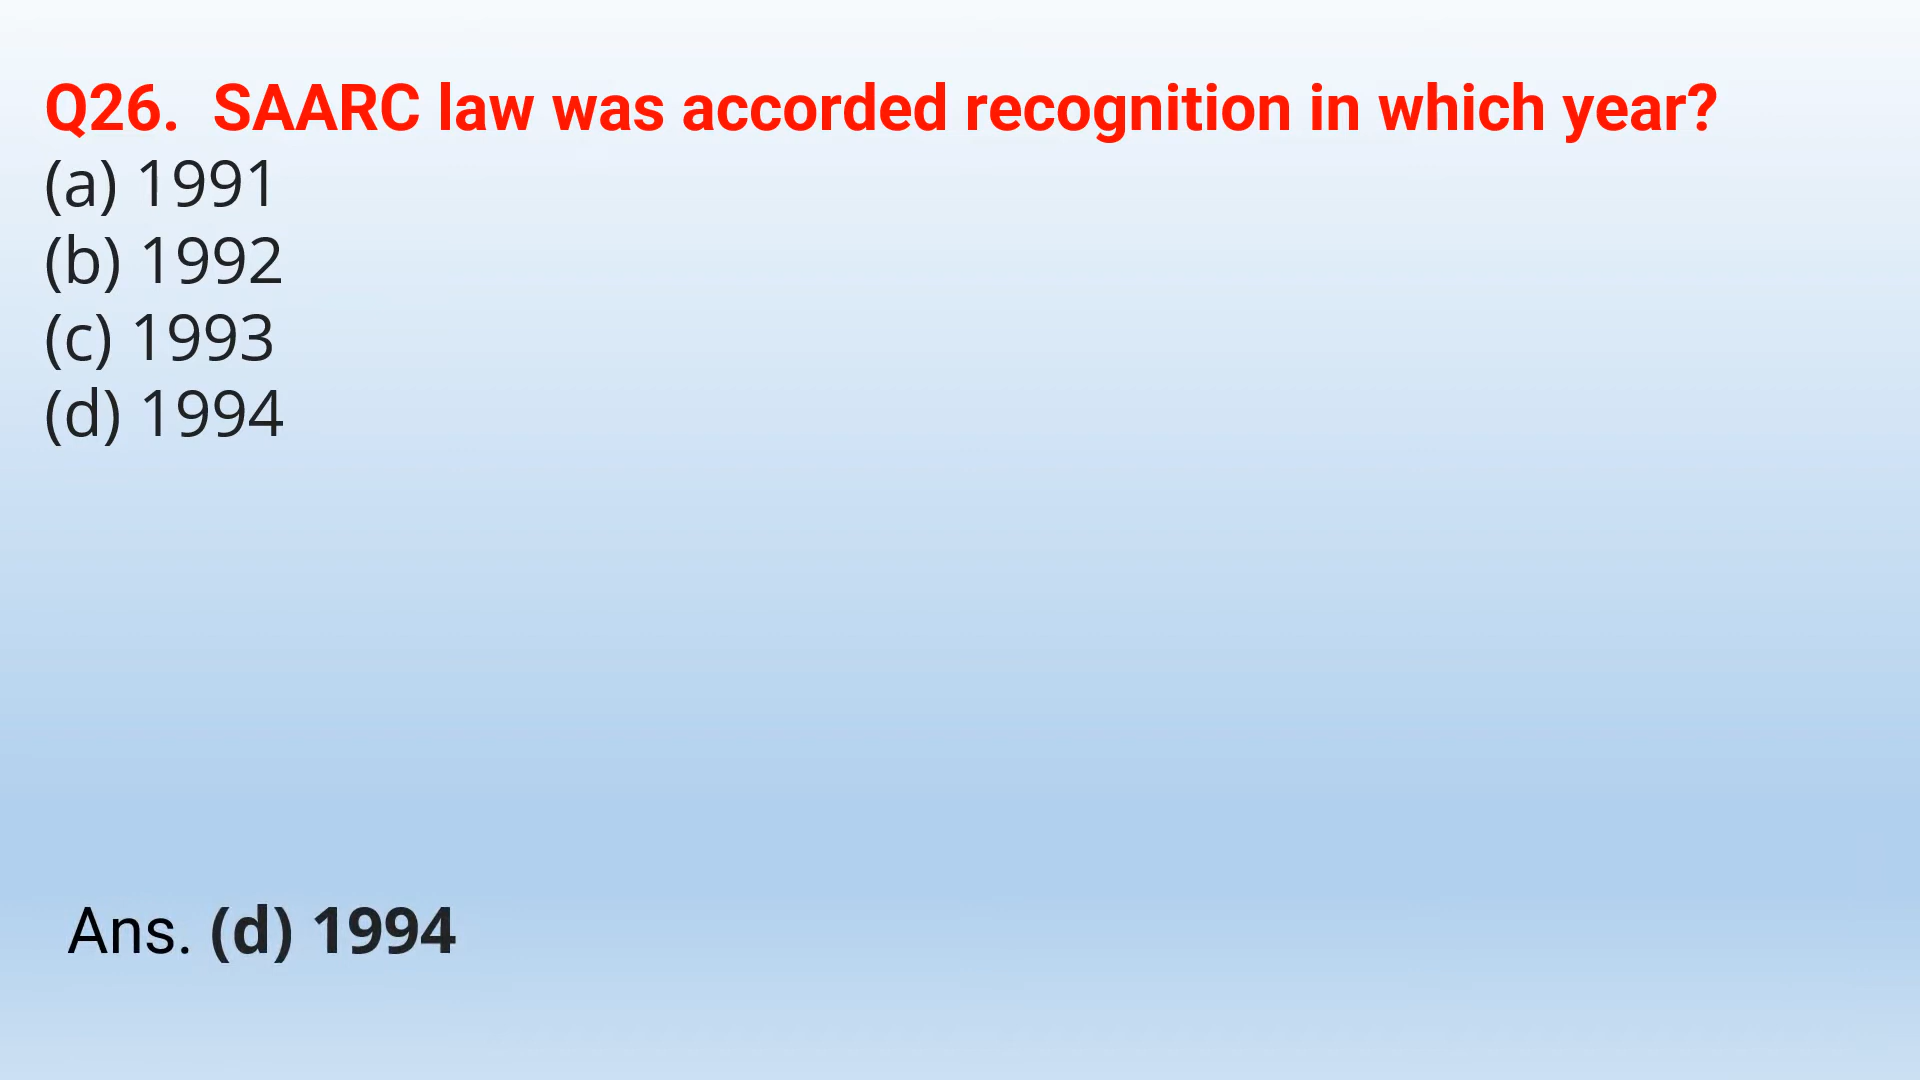 Q26. SAARC law was accorded recognition in which year?
(a) 1991
(b) 1992
(c) 1993
(d) 1994
Ans. (d) 1994